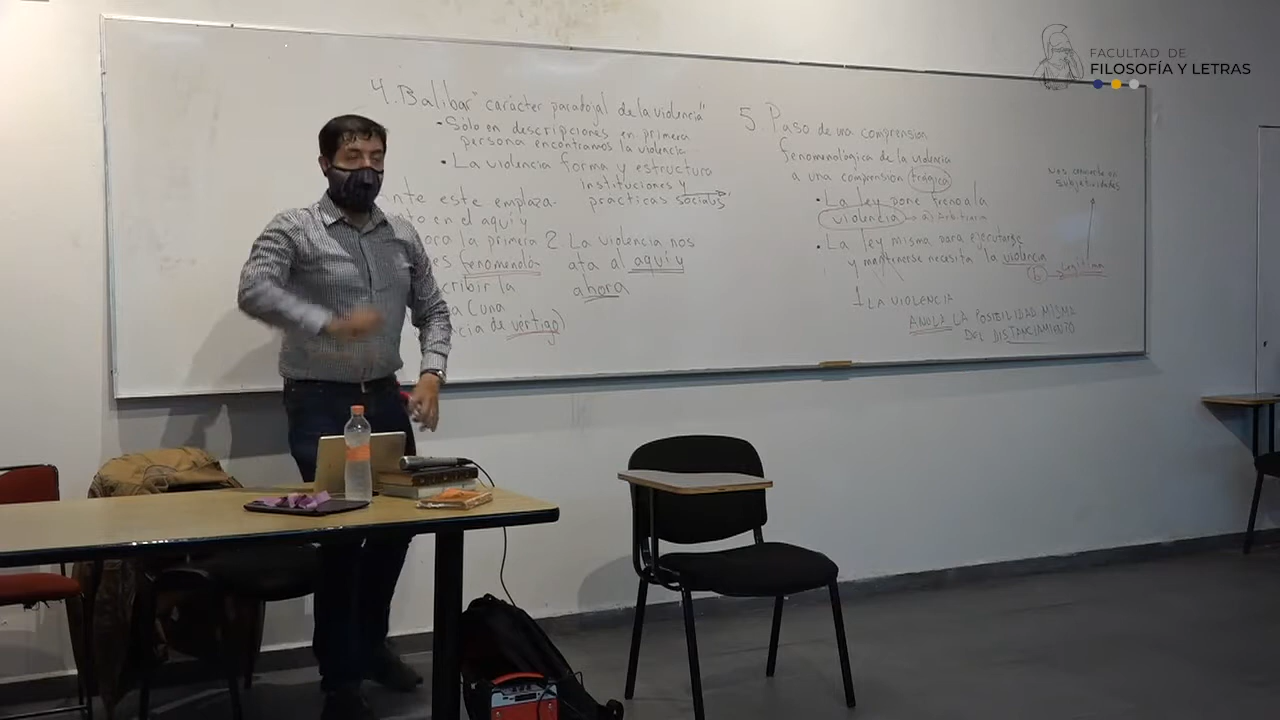 FACULTAD DE
FILOSOFÍA Y LETRAS
4. Balibar "carácter paradojal de la violencia"
• Sólo en descripciones en primera
persona encontramos la violencia
• La violencia forma y estructura
instituciones y
prácticas sociales
nte este emplaza-
to en el aquí y
hora la primera
es fenomenolo
cribir la
a (una
cia de vértigo)
2. La violencia nos
ata al aquí y
ahora
5. Paso de una comprensión
fenomenológica de la violencia
a una comprensión trágica
• La ley pone freno a la
violencia a) Arbitraria
• La ley misma para ejecutarse
y mantenerse necesita la violencia
(b) legítima
nos convierte en
subjetividades
1 LA VIOLENCIA
ANULA LA POSIBILIDAD MISMA
DEL DISTANCIAMIENTO